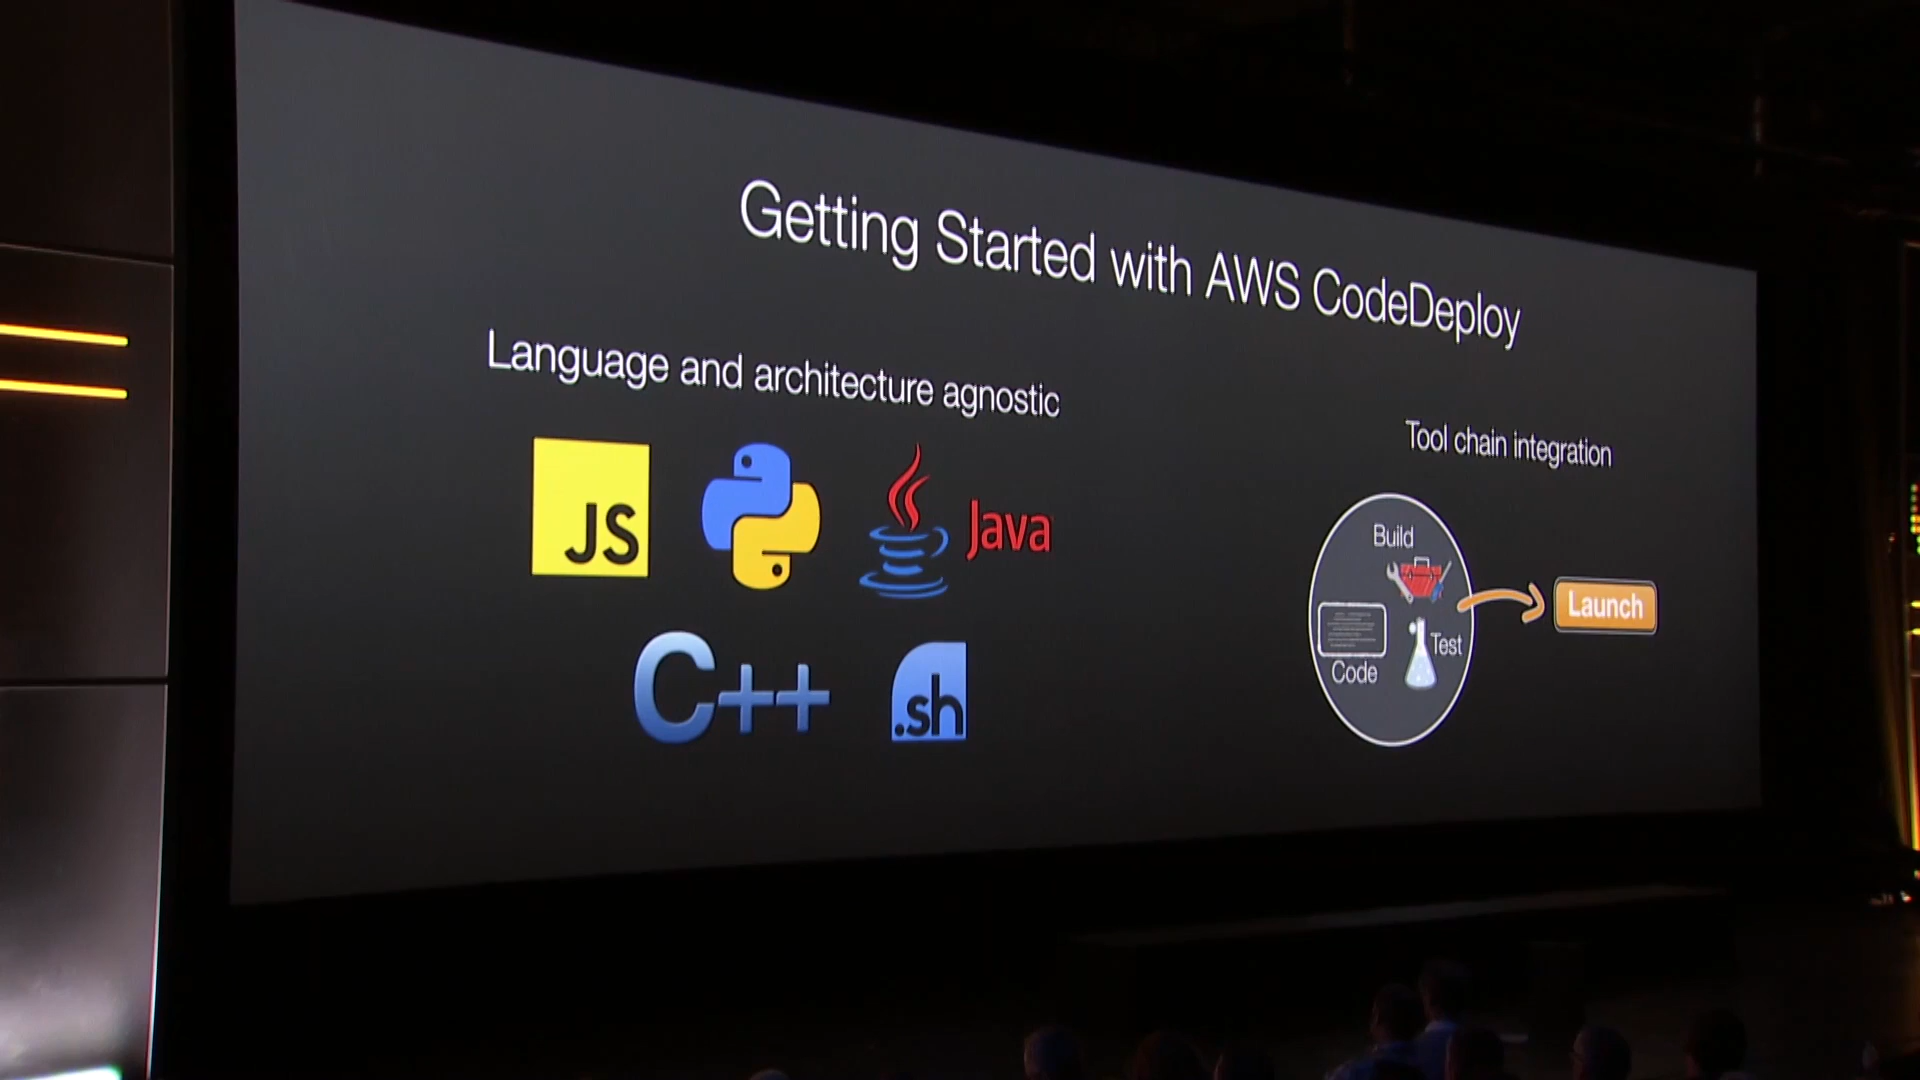 Getting Started with AWS CodeDeploy
Language and architecture agnostic
JS
Java
C++
.sh
Tool chain integration
Build
Test
Code
Launch